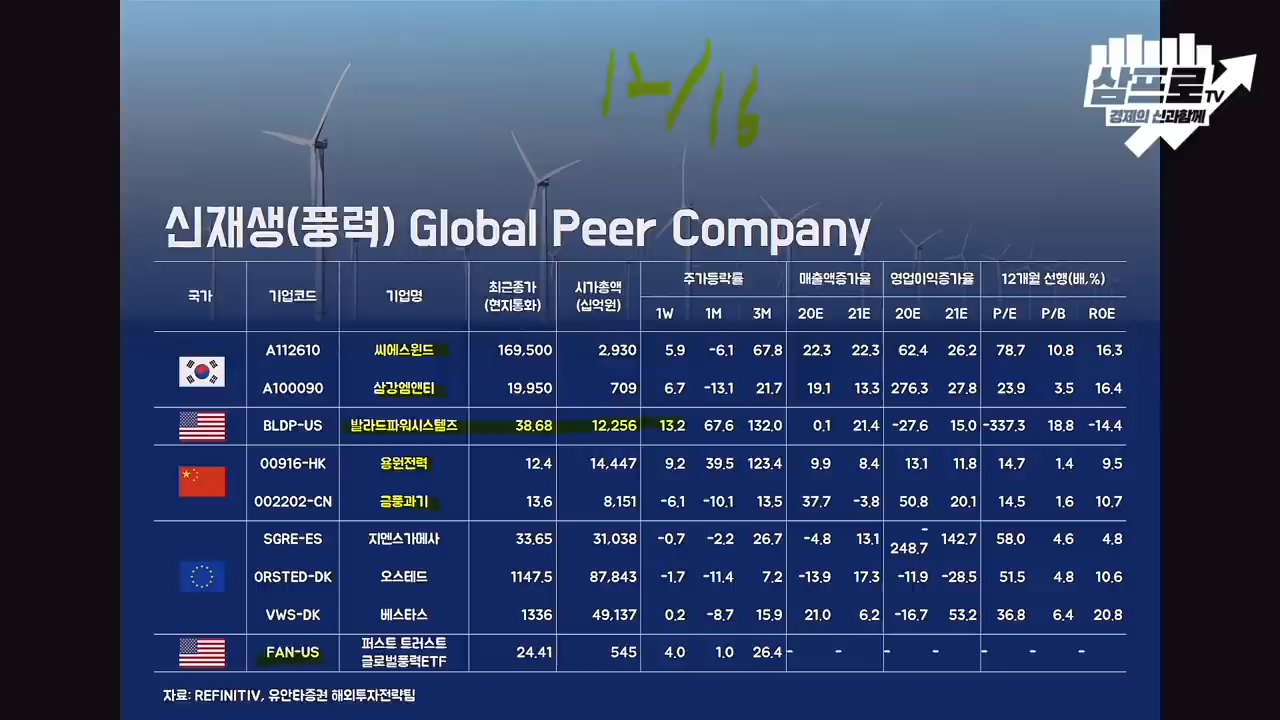 12/16
삼프로TV
경제의 신과함께
신재생(풍력) Global Peer Company
국가 기업코드 기업명 최근종가 (현지통화) 시가총액 (십억원) 주가등락률 매출액증가율 영업이익증가율 12개월 선행(배,%)
1W 1M 3M 20E 21E 20E 21E P/E P/B ROE
A112610 씨에스윈드 169,500 2,930 5.9 -6.1 67.8 22.3 22.3 62.4 26.2 78.7 10.8 16.3
A100090 삼강엠앤티 19,950 709 6.7 -13.1 21.7 19.1 13.3 276.3 27.8 23.9 3.5 16.4
BLDP-US 발라드파워시스템즈 38.68 12,256 13.2 67.6 132.0 0.1 21.4 -27.6 15.0 -337.3 18.8 -14.4
00916-HK 용원전력 12.4 14,447 9.2 39.5 123.4 9.9 8.4 13.1 11.8 14.7 1.4 9.5
002202-CN 금풍과기 13.6 8,151 -6.1 -10.1 13.5 37.7 -3.8 50.8 20.1 14.5 1.6 10.7
SGRE-ES 지멘스가메사 33.65 31,038 -0.7 -2.2 26.7 -4.8 13.1 -248.7 142.7 58.0 4.6 4.8
ORSTED-DK 오스테드 1147.5 87,843 -1.7 -11.4 7.2 -13.9 17.3 -11.9 -28.5 51.5 4.8 10.6
VWS-DK 베스타스 1336 49,137 0.2 -8.7 15.9 21.0 6.2 -16.7 53.2 36.8 6.4 20.8
FAN-US 퍼스트 트러스트 글로벌풍력ETF 24.41 545 4.0 1.0 26.4 - - - - - - -
자료: REFINITIV, 유안타증권 해외투자전략팀